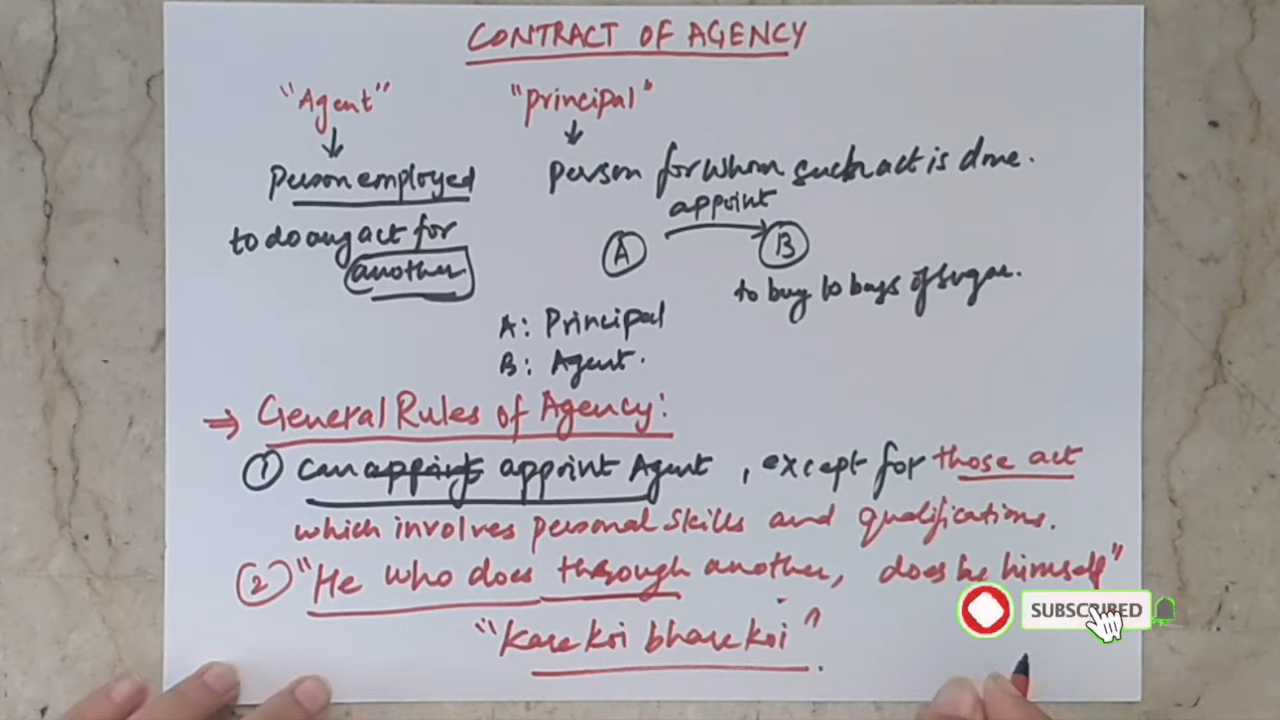 CONTRACT OF AGENCY
"Agent"
Person employed
to do any act for
another
"Principal"
Person for whom such act is done.
appoint
A
B
to buy 10 bags of sugar.
A: Principal
B: Agent.
⇒ General Rules of Agency:
① can appoint Agent, except for those act
which involves personal skills and qualifications.
② "He who does through another, does he himself"
"Kare koi bhare koi"
SUBSCRIBED